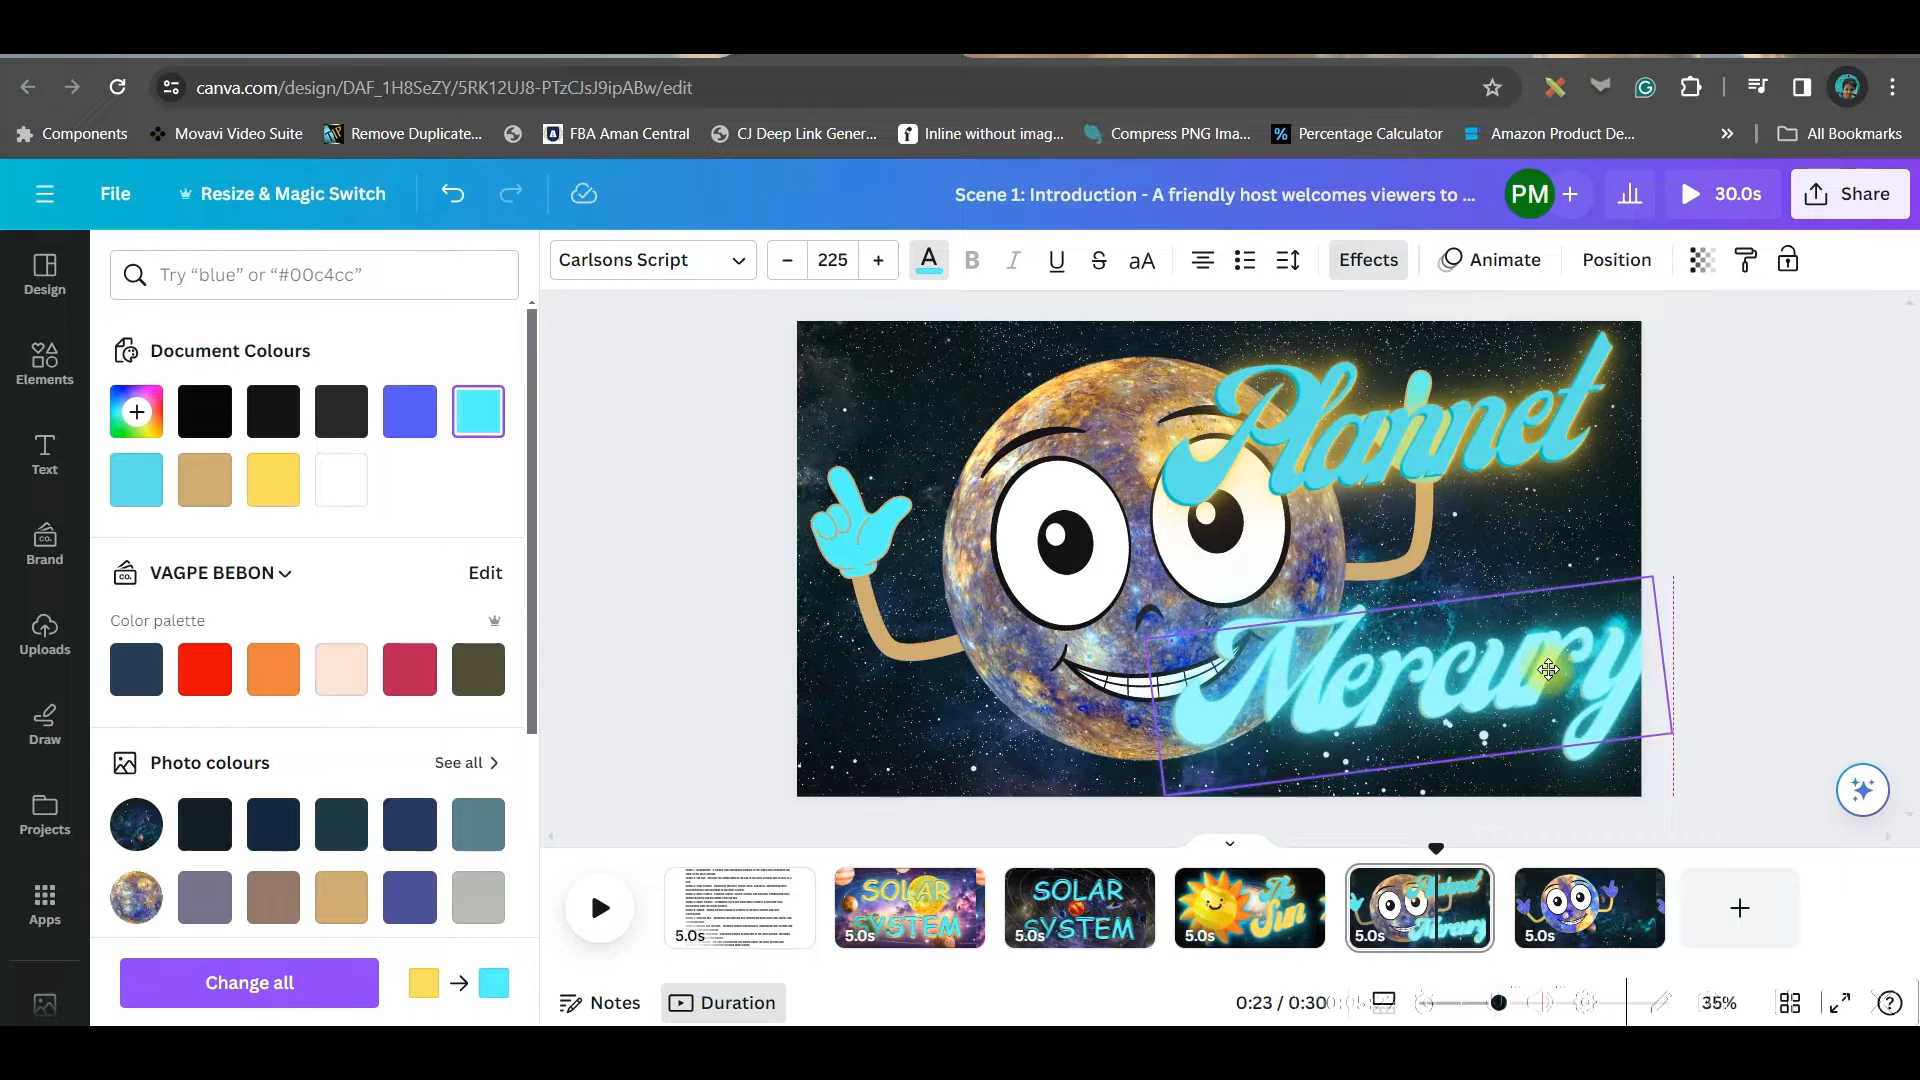 canva.com/design/DAF_1H8SeZY/5RK12UJ8-PTzCJsJ9ipABw/edit
Components
Movavi Video Suite
Remove Duplicate...
FBA Aman Central
CJ Deep Link Gener...
Inline without imag...
Compress PNG Ima...
Percentage Calculator
Amazon Product De...
All Bookmarks
File
Resize & Magic Switch
Scene 1: Introduction - A friendly host welcomes viewers to ...
PM
30.0s
Share
Design
Elements
Text
Brand
Uploads
Draw
Projects
Apps
Try “blue” or “#00c4cc”
Document Colours
VAGPE BEBON
Edit
Color palette
Photo colours
See all
Change all
Carlsons Script
225
A
B
I
U
S
aA
Effects
Animate
Position
Plannet
Mercury
5.0s
SOLAR
SYSTEM
5.0s
SOLAR
SYSTEM
5.0s
The
Sun
5.0s
Plannet
Mercury
5.0s
5.0s
Notes
Duration
0:23 / 0:30
35%